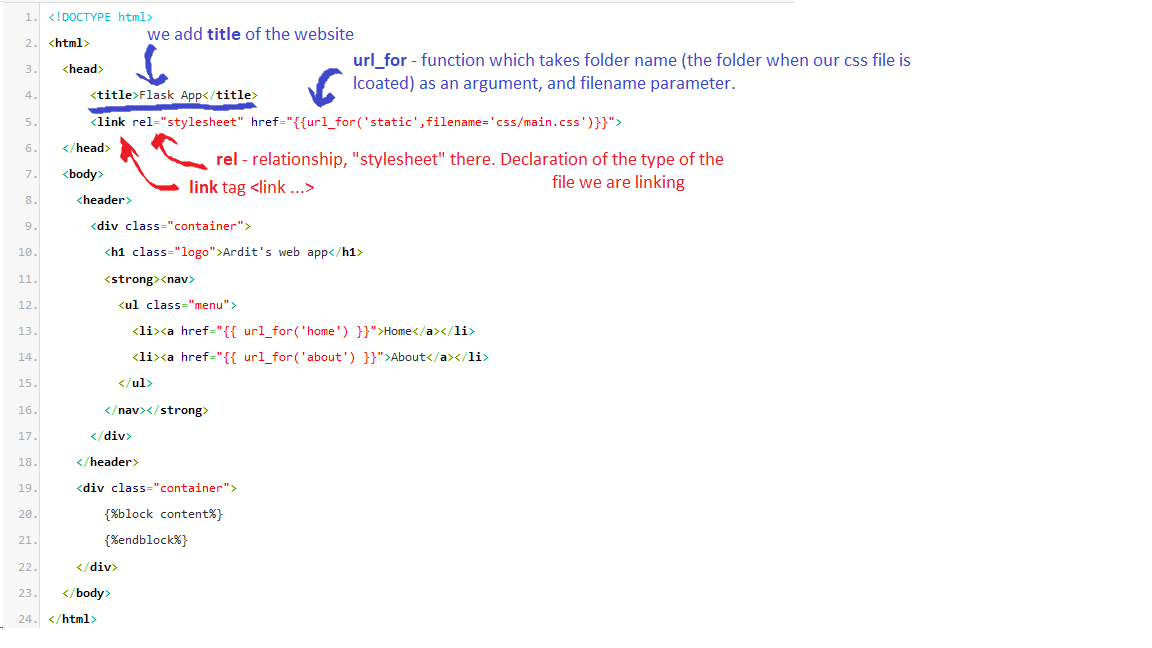 1. <!DOCTYPE html>
we add title of the website
2. <html>
url_for - function which takes folder name (the folder when our css file is
3. <head>
lcoated) as an argument, and filename parameter.
4. <title>Flask App</title>
5. <link rel="stylesheet" href="{{url_for('static',filename='css/main.css')}}">
6. </head>
rel - relationship, "stylesheet" there. Declaration of the type of the
file we are linking
7. <body>
link tag <link ...>
8. <header>
9. <div class="container">
10. <h1 class="logo">Ardit's web app</h1>
11. <strong><nav>
12. <ul class="menu">
13. <li><a href="{{ url_for('home') }}">Home</a></li>
14. <li><a href="{{ url_for('about') }}">About</a></li>
15. </ul>
16. </nav></strong>
17. </div>
18. </header>
19. <div class="container">
20. {%block content%}
21. {%endblock%}
22. </div>
23. </body>
24. </html>